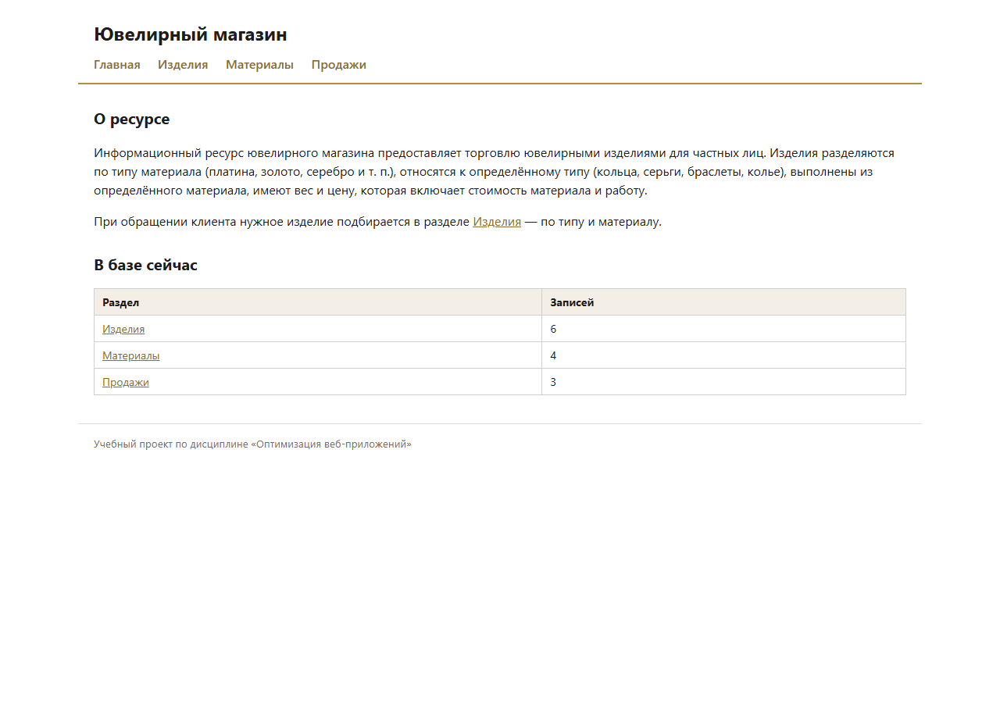 Ювелирный магазин
Главная Изделия Материалы Продажи
О ресурсе
Информационный ресурс ювелирного магазина предоставляет торговлю ювелирными изделиями для частных лиц. Изделия разделяются
по типу материала (платина, золото, серебро и т. п.), относятся к определённому типу (кольца, серьги, браслеты, колье), выполнены из
определённого материала, имеют вес и цену, которая включает стоимость материала и работу.
При обращении клиента нужное изделие подбирается в разделе Изделия — по типу и материалу.
В базе сейчас
Раздел Записей
Изделия 6
Материалы 4
Продажи 3
Учебный проект по дисциплине «Оптимизация веб-приложений»